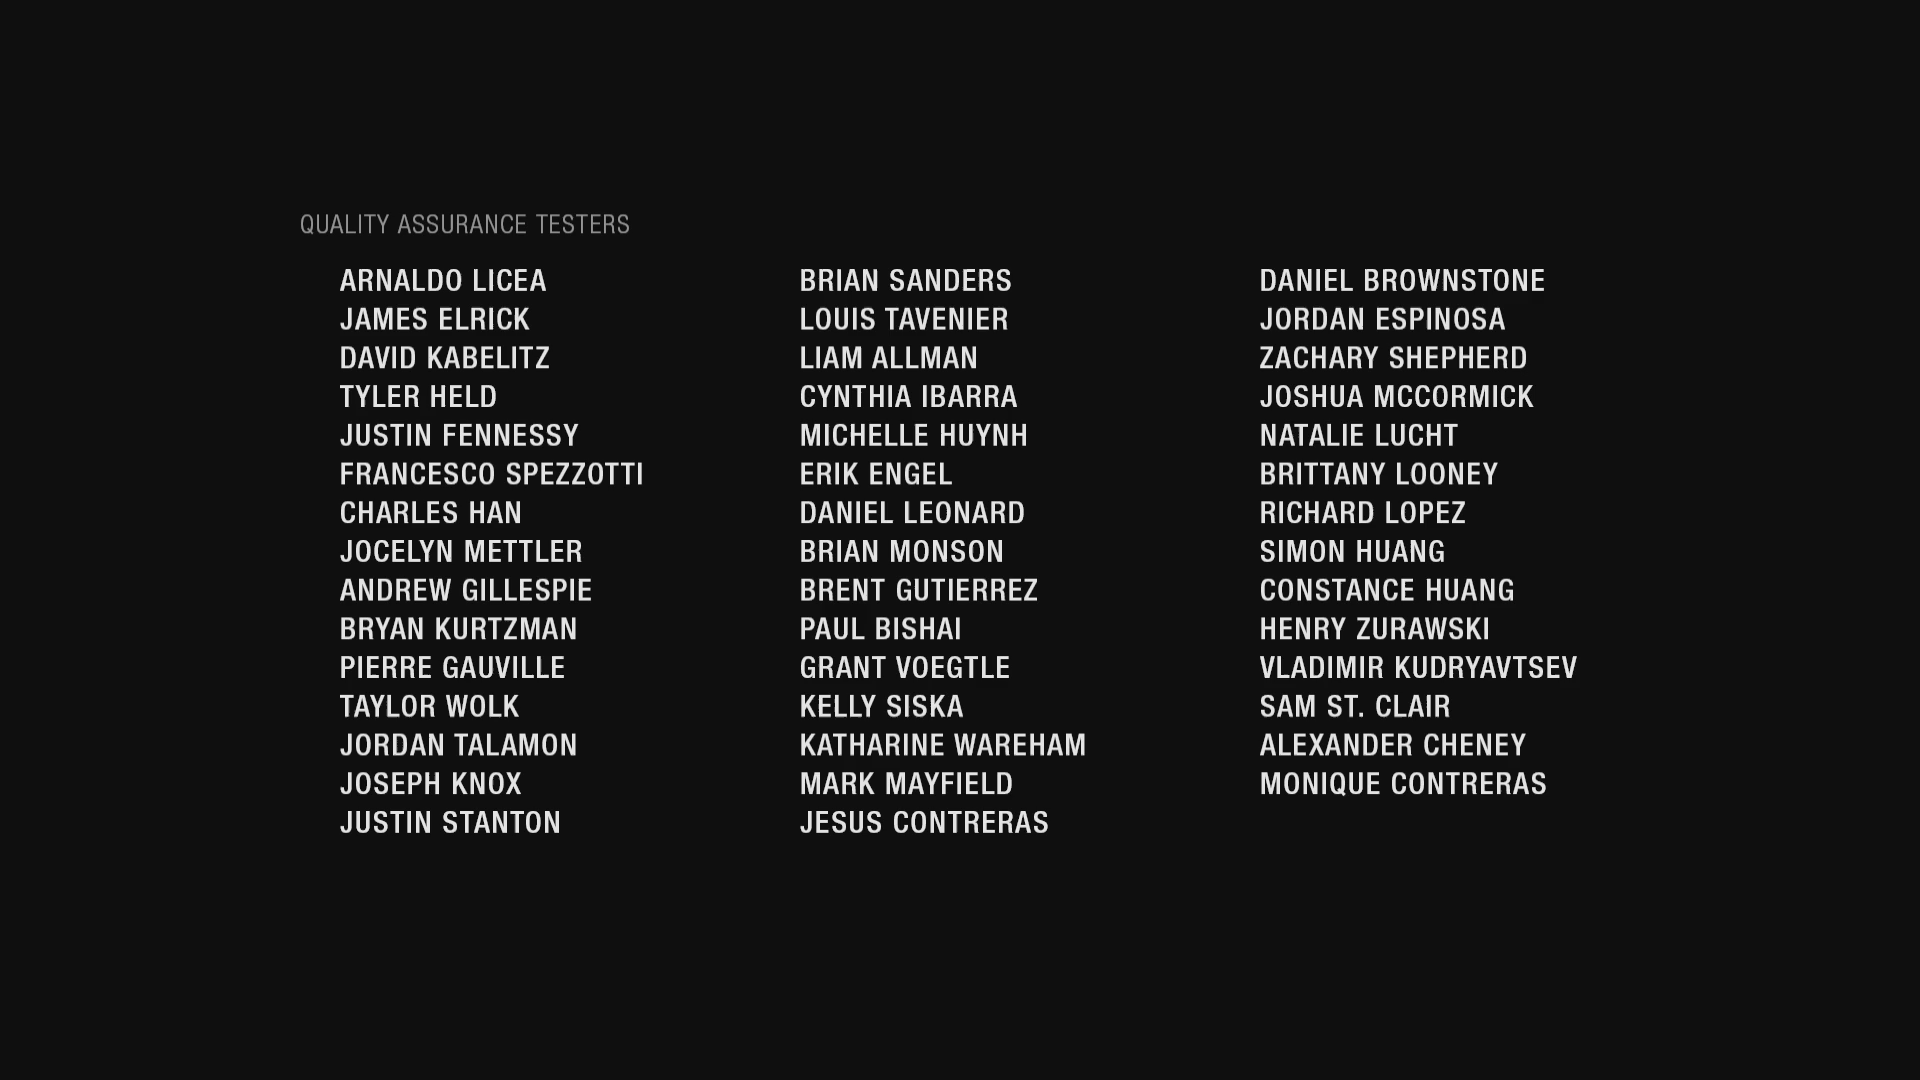 QUALITY ASSURANCE TESTERS
ARNALDO LICEA
JAMES ELRICK
DAVID KABELITZ
TYLER HELD
JUSTIN FENNESSY
FRANCESCO SPEZZOTTI
CHARLES HAN
JOCELYN METTLER
ANDREW GILLESPIE
BRYAN KURTZMAN
PIERRE GAUVILLE
TAYLOR WOLK
JORDAN TALAMON
JOSEPH KNOX
JUSTIN STANTON
BRIAN SANDERS
LOUIS TAVENIER
LIAM ALLMAN
CYNTHIA IBARRA
MICHELLE HUYNH
ERIK ENGEL
DANIEL LEONARD
BRIAN MONSON
BRENT GUTIERREZ
PAUL BISHAI
GRANT VOEGTLE
KELLY SISKA
KATHARINE WAREHAM
MARK MAYFIELD
JESUS CONTRERAS
DANIEL BROWNSTONE
JORDAN ESPINOSA
ZACHARY SHEPHERD
JOSHUA MCCORMICK
NATALIE LUCHT
BRITTANY LOONEY
RICHARD LOPEZ
SIMON HUANG
CONSTANCE HUANG
HENRY ZURAWSKI
VLADIMIR KUDRYAVTSEV
SAM ST. CLAIR
ALEXANDER CHENEY
MONIQUE CONTRERAS